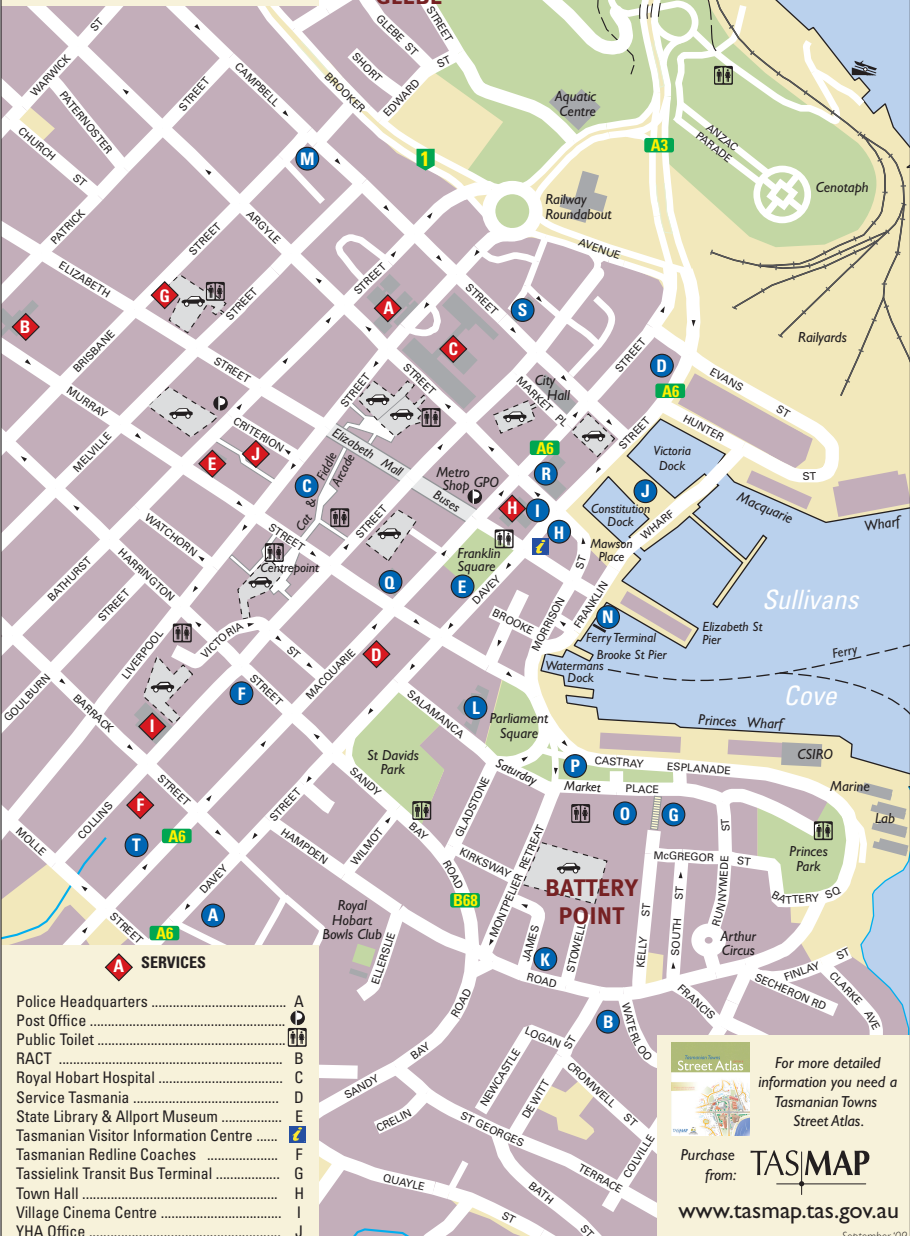 GLEBE
STREET
GLEBE ST
SHORT
EDWARD ST
BROOKER
WARWICK ST
PATERNOSTER
CHURCH ST
STREET
CAMPBELL
M
1
Aquatic
Centre
A3
ANZAC
PARADE
Cenotaph
Railway
Roundabout
AVENUE
PATRICK
STREET
ARGYLE
ELIZABETH
G
STREET
STREET
A
STREET
S
C
B
BRISBANE
Railyards
STREET
D
A6
EVANS
ST
HUNTER
ST
MURRAY
STREET
STREET
STREET
MARKET PL
City
Hall
STREET
MELVILLE
CRITERION
Elizabeth Mall
E
J
C
Cat & Fiddle
Arcade
Metro
Shop
GPO
Buses
A6
R
Victoria
Dock
J
Constitution
Dock
H
I
H
i
Mawson
Place
WHARF
Macquarie
Wharf
WATCHORN
STREET
STREET
Centrepoint
Franklin
Square
Q
E
DAVEY
ST
BROOKE
MORRISON
FRANKLIN
N
Sullivans
Cove
BATHURST
STREET
HARRINGTON
LIVERPOOL
VICTORIA
ST
D
MACQUARIE
STREET
F
Elizabeth St
Pier
Ferry Terminal
Brooke St Pier
Watermans
Dock
Ferry
GOULBURN
BARRACK
I
SALAMANCA
L
Parliament
Square
Princes Wharf
CSIRO
St Davids
Park
P
CASTRAY
ESPLANADE
Saturday
Market
PLACE
Marine
Lab
STREET
F
COLLINS
T
A6
STREET
SANDY
BAY
ROAD
GLADSTONE
O
G
ST
Princes
Park
MOLLE
STREET
HAMPDEN
WILMOT
KIRKSWAY
MONTPELIER RETREAT
McGREGOR ST
BATTERY SQ
DAVEY
A
A6
Royal
Hobart
Bowls Club
B68
BATTERY
POINT
KELLY ST
SOUTH ST
RUNNYMEDE
Arthur
Circus
ELLERSLIE
JAMES
K
STOWELL
ROAD
FRANCIS
FINLAY ST
SECHERON RD
CLARKE AVE
ROAD
BAY
SANDY
B
WATERLOO
LOGAN ST
NEWCASTLE
DEWITT
CROMWELL ST
CRELIN
ST GEORGES
TERRACE
COLVILLE
QUAYLE
ST
BATH
ST
A SERVICES
Police Headquarters ................................... A
Post Office ..................................................
Public Toilet ................................................
RACT .......................................................... B
Royal Hobart Hospital ................................ C
Service Tasmania ...................................... D
State Library & Allport Museum .............. E
Tasmanian Visitor Information Centre ...... i
Tasmanian Redline Coaches .................. F
Tassielink Transit Bus Terminal ................ G
Town Hall .................................................... H
Village Cinema Centre ............................... I
YHA Office .................................................. J
Tasmanian Towns
Street Atlas
TASMAP
For more detailed
information you need a
Tasmanian Towns
Street Atlas.
Purchase
from:
TASMAP
www.tasmap.tas.gov.au
September '09